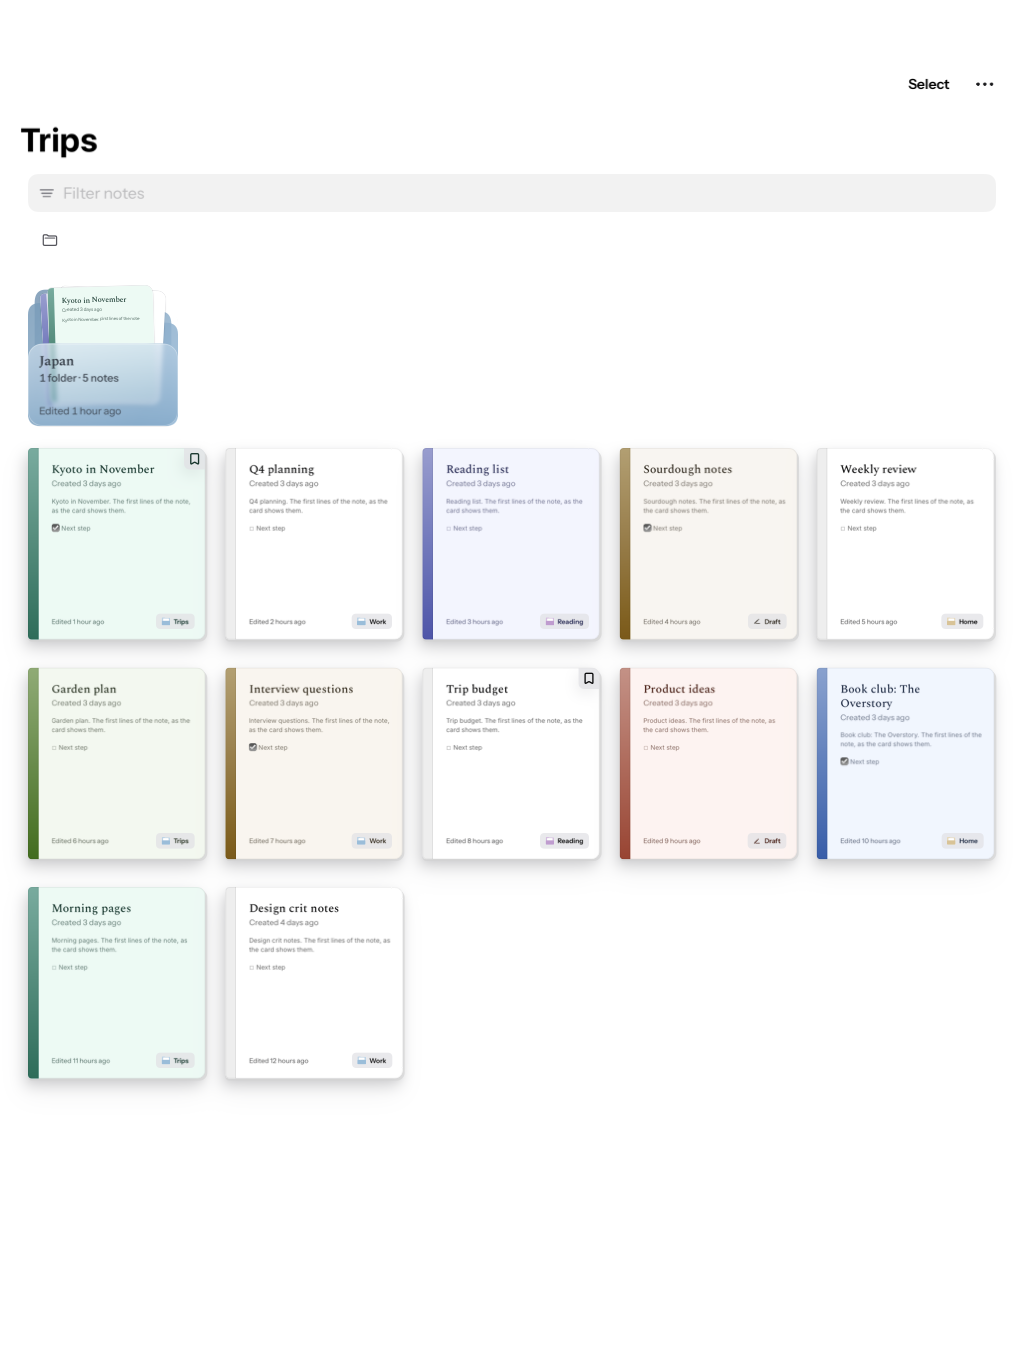 Select
Trips
Filter notes
Kyoto in November
Created 3 days ago
Kyoto in November. First lines of the note
Japan
1 folder · 5 notes
Edited 1 hour ago
Kyoto in November
Created 3 days ago
Kyoto in November. The first lines of the note,
as the card shows them.
Next step
Edited 1 hour ago
Trips
Q4 planning
Created 3 days ago
Q4 planning. The first lines of the note, as
the card shows them.
Next step
Edited 2 hours ago
Work
Reading list
Created 3 days ago
Reading list. The first lines of the note, as the
card shows them.
Next step
Edited 3 hours ago
Reading
Sourdough notes
Created 3 days ago
Sourdough notes. The first lines of the note, as
the card shows them.
Next step
Edited 4 hours ago
Draft
Weekly review
Created 3 days ago
Weekly review. The first lines of the note, as
the card shows them.
Next step
Edited 5 hours ago
Home
Garden plan
Created 3 days ago
Garden plan. The first lines of the note, as the
card shows them.
Next step
Edited 6 hours ago
Trips
Interview questions
Created 3 days ago
Interview questions. The first lines of the note,
as the card shows them.
Next step
Edited 7 hours ago
Work
Trip budget
Created 3 days ago
Trip budget. The first lines of the note, as the
card shows them.
Next step
Edited 8 hours ago
Reading
Product ideas
Created 3 days ago
Product ideas. The first lines of the note, as
the card shows them.
Next step
Edited 9 hours ago
Draft
Book club: The
Overstory
Created 3 days ago
Book club: The Overstory. The first lines of the
note, as the card shows them.
Next step
Edited 10 hours ago
Home
Morning pages
Created 3 days ago
Morning pages. The first lines of the note, as
the card shows them.
Next step
Edited 11 hours ago
Trips
Design crit notes
Created 4 days ago
Design crit notes. The first lines of the note, as
the card shows them.
Next step
Edited 12 hours ago
Work